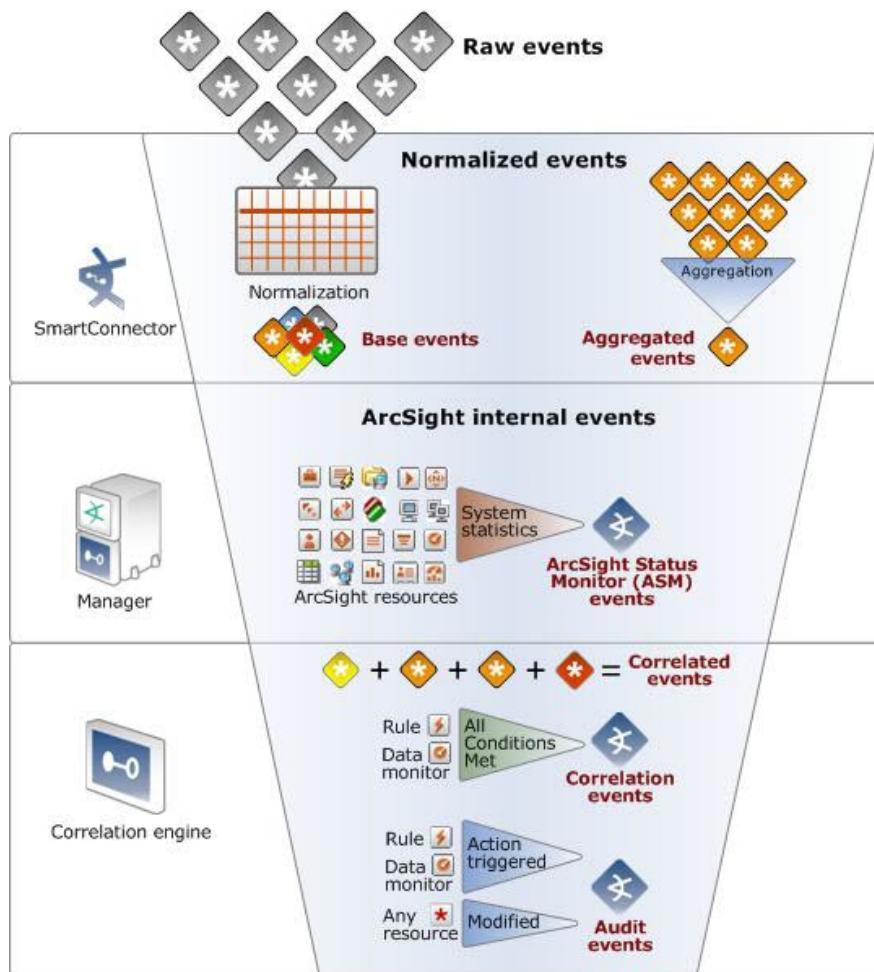 Raw events
Normalized events
Normalization
Aggregation
SmartConnector
Base events
Aggregated
events
ArcSight internal events
System
statistics
ArcSight resources
ArcSight Status
Monitor (ASM)
events
Manager
+ + + = Correlated
events
Rule
Data
monitor
All
Conditions
Met
Correlation
events
Correlation engine
Rule
Data
monitor
Action
triggered
Any
resource
Modified
Audit
events